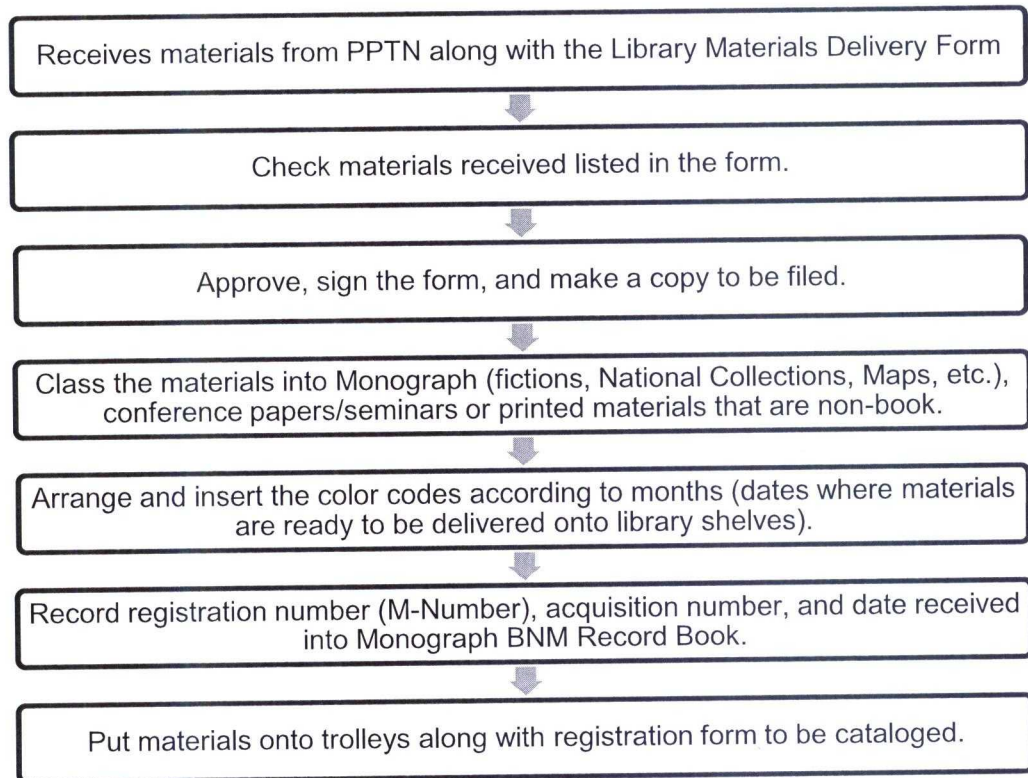 Receives materials from PPTN along with the Library Materials Delivery Form
Check materials received listed in the form.
Approve, sign the form, and make a copy to be filed.
Class the materials into Monograph (fictions, National Collections, Maps, etc.),
conference papers/seminars or printed materials that are non-book.
Arrange and insert the color codes according to months (dates where materials
are ready to be delivered onto library shelves).
Record registration number (M-Number), acquisition number, and date received
into Monograph BNM Record Book.
Put materials onto trolleys along with registration form to be cataloged.